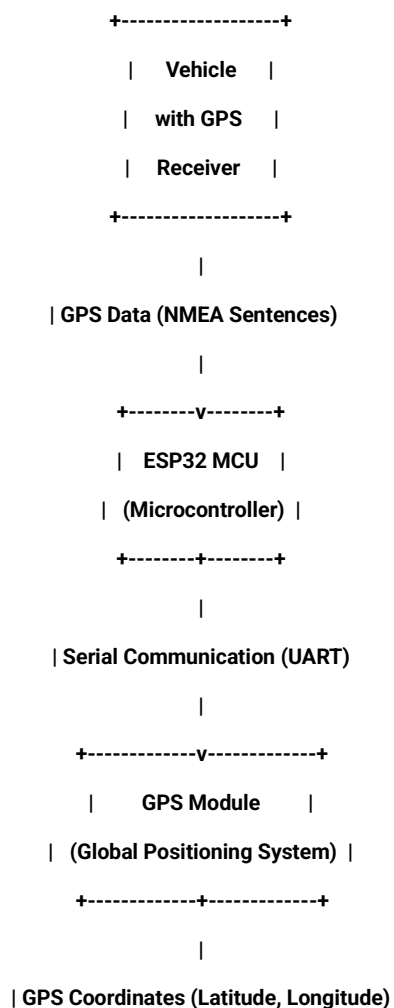 +-------------------+
| Vehicle |
| with GPS |
| Receiver |
+-------------------+
|
| GPS Data (NMEA Sentences)
|
+--------v--------+
| ESP32 MCU |
| (Microcontroller) |
+--------+--------+
|
| Serial Communication (UART)
|
+-------------v-------------+
| GPS Module |
| (Global Positioning System) |
+-------------+-------------+
|
| GPS Coordinates (Latitude, Longitude)